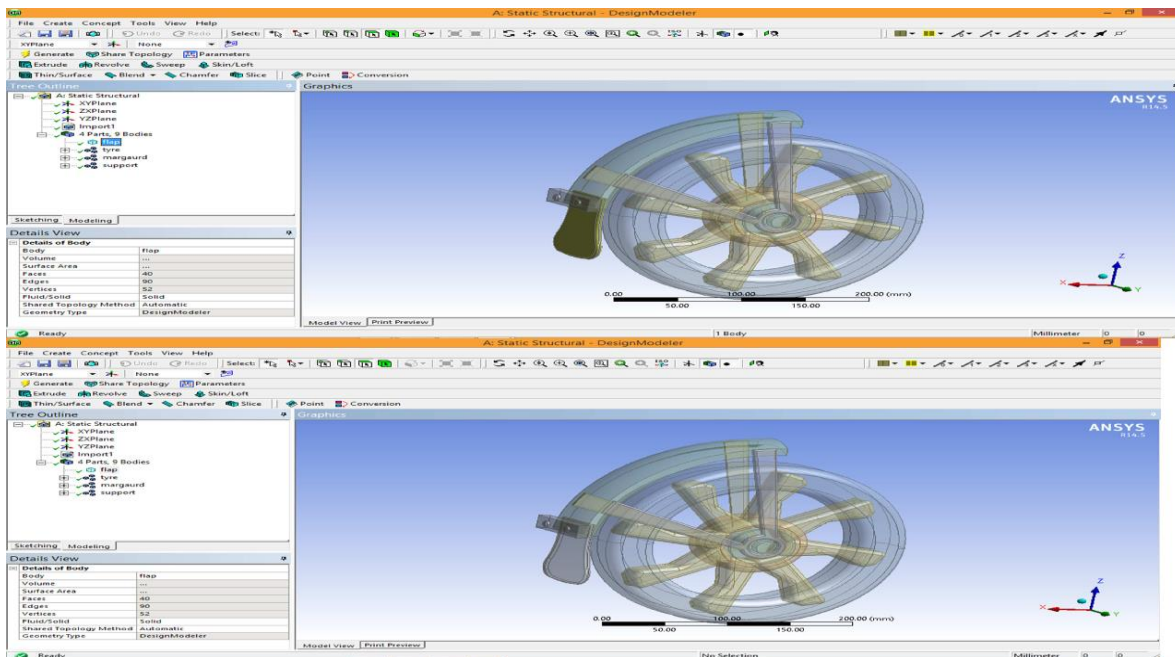 A: Static Structural - DesignModeler
File Create Concept Tools View Help
Undo Redo Select:
XYPlane None
Generate Share Topology Parameters
Extrude Revolve Sweep Skin/Loft
Thin/Surface Blend Chamfer Slice Point Conversion
Tree Outline Graphics
A: Static Structural
XYPlane
ZXPlane
YZPlane
Import1
4 Parts, 9 Bodies
flap
tyre
margaurd
support
ANSYS
R14.5
Sketching Modeling
Details View
Details of Body
Body flap
Volume ...
Surface Area ...
Faces 40
Edges 90
Vertices 52
Fluid/Solid Solid
Shared Topology Method Automatic
Geometry Type DesignModeler
0.00 100.00 200.00 (mm)
50.00 150.00
Z
X Y
Model View Print Preview
Ready 1 Body Millimeter 0 0
A: Static Structural - DesignModeler
File Create Concept Tools View Help
Undo Redo Select:
XYPlane None
Generate Share Topology Parameters
Extrude Revolve Sweep Skin/Loft
Thin/Surface Blend Chamfer Slice Point Conversion
Tree Outline Graphics
A: Static Structural
XYPlane
ZXPlane
YZPlane
Import1
4 Parts, 9 Bodies
flap
tyre
margaurd
support
ANSYS
R14.5
Sketching Modeling
Details View
Details of Body
Body flap
Volume ...
Surface Area ...
Faces 40
Edges 90
Vertices 52
Fluid/Solid Solid
Shared Topology Method Automatic
Geometry Type DesignModeler
0.00 100.00 200.00 (mm)
50.00 150.00
Z
X Y
Model View Print Preview
Ready No Selection Millimeter 0 0